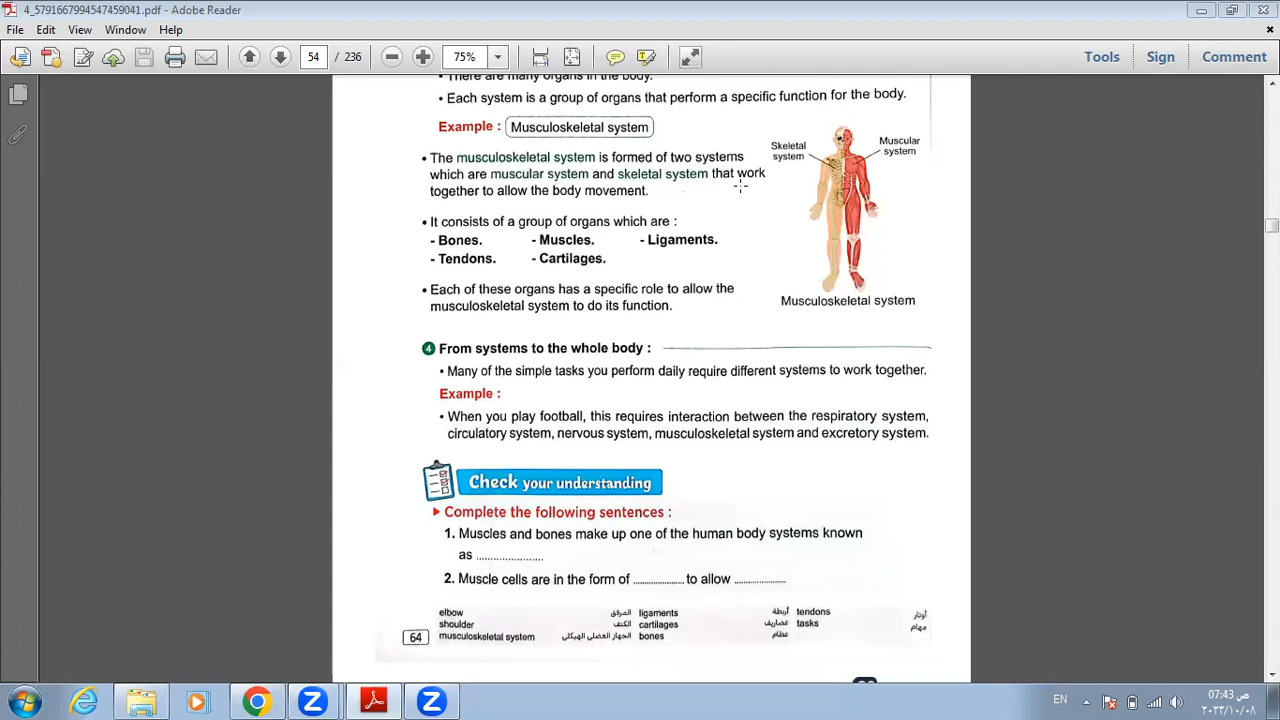 4_5791667994547459041.pdf - Adobe Reader
File Edit View Window Help
54 / 236
75%
Tools Sign Comment
• There are many organs in the body.
• Each system is a group of organs that perform a specific function for the body.
Example : Musculoskeletal system
• The musculoskeletal system is formed of two systems
which are muscular system and skeletal system that work
together to allow the body movement.
Skeletal
system
Muscular
system
• It consists of a group of organs which are :
- Bones. - Muscles. - Ligaments.
- Tendons. - Cartilages.
• Each of these organs has a specific role to allow the
musculoskeletal system to do its function.
Musculoskeletal system
4 From systems to the whole body :
• Many of the simple tasks you perform daily require different systems to work together.
Example :
• When you play football, this requires interaction between the respiratory system,
circulatory system, nervous system, musculoskeletal system and excretory system.
Check your understanding
Complete the following sentences :
1. Muscles and bones make up one of the human body systems known
as ......................
2. Muscle cells are in the form of ................ to allow ................
elbow المرفق ligaments أربطة tendons أوتار
shoulder الكتف cartilages غضاريف tasks مهام
musculoskeletal system الجهاز العضلى الهيكلى bones عظام
64
EN
07:43 ص
٢٠٢٣/١٠/٠٨